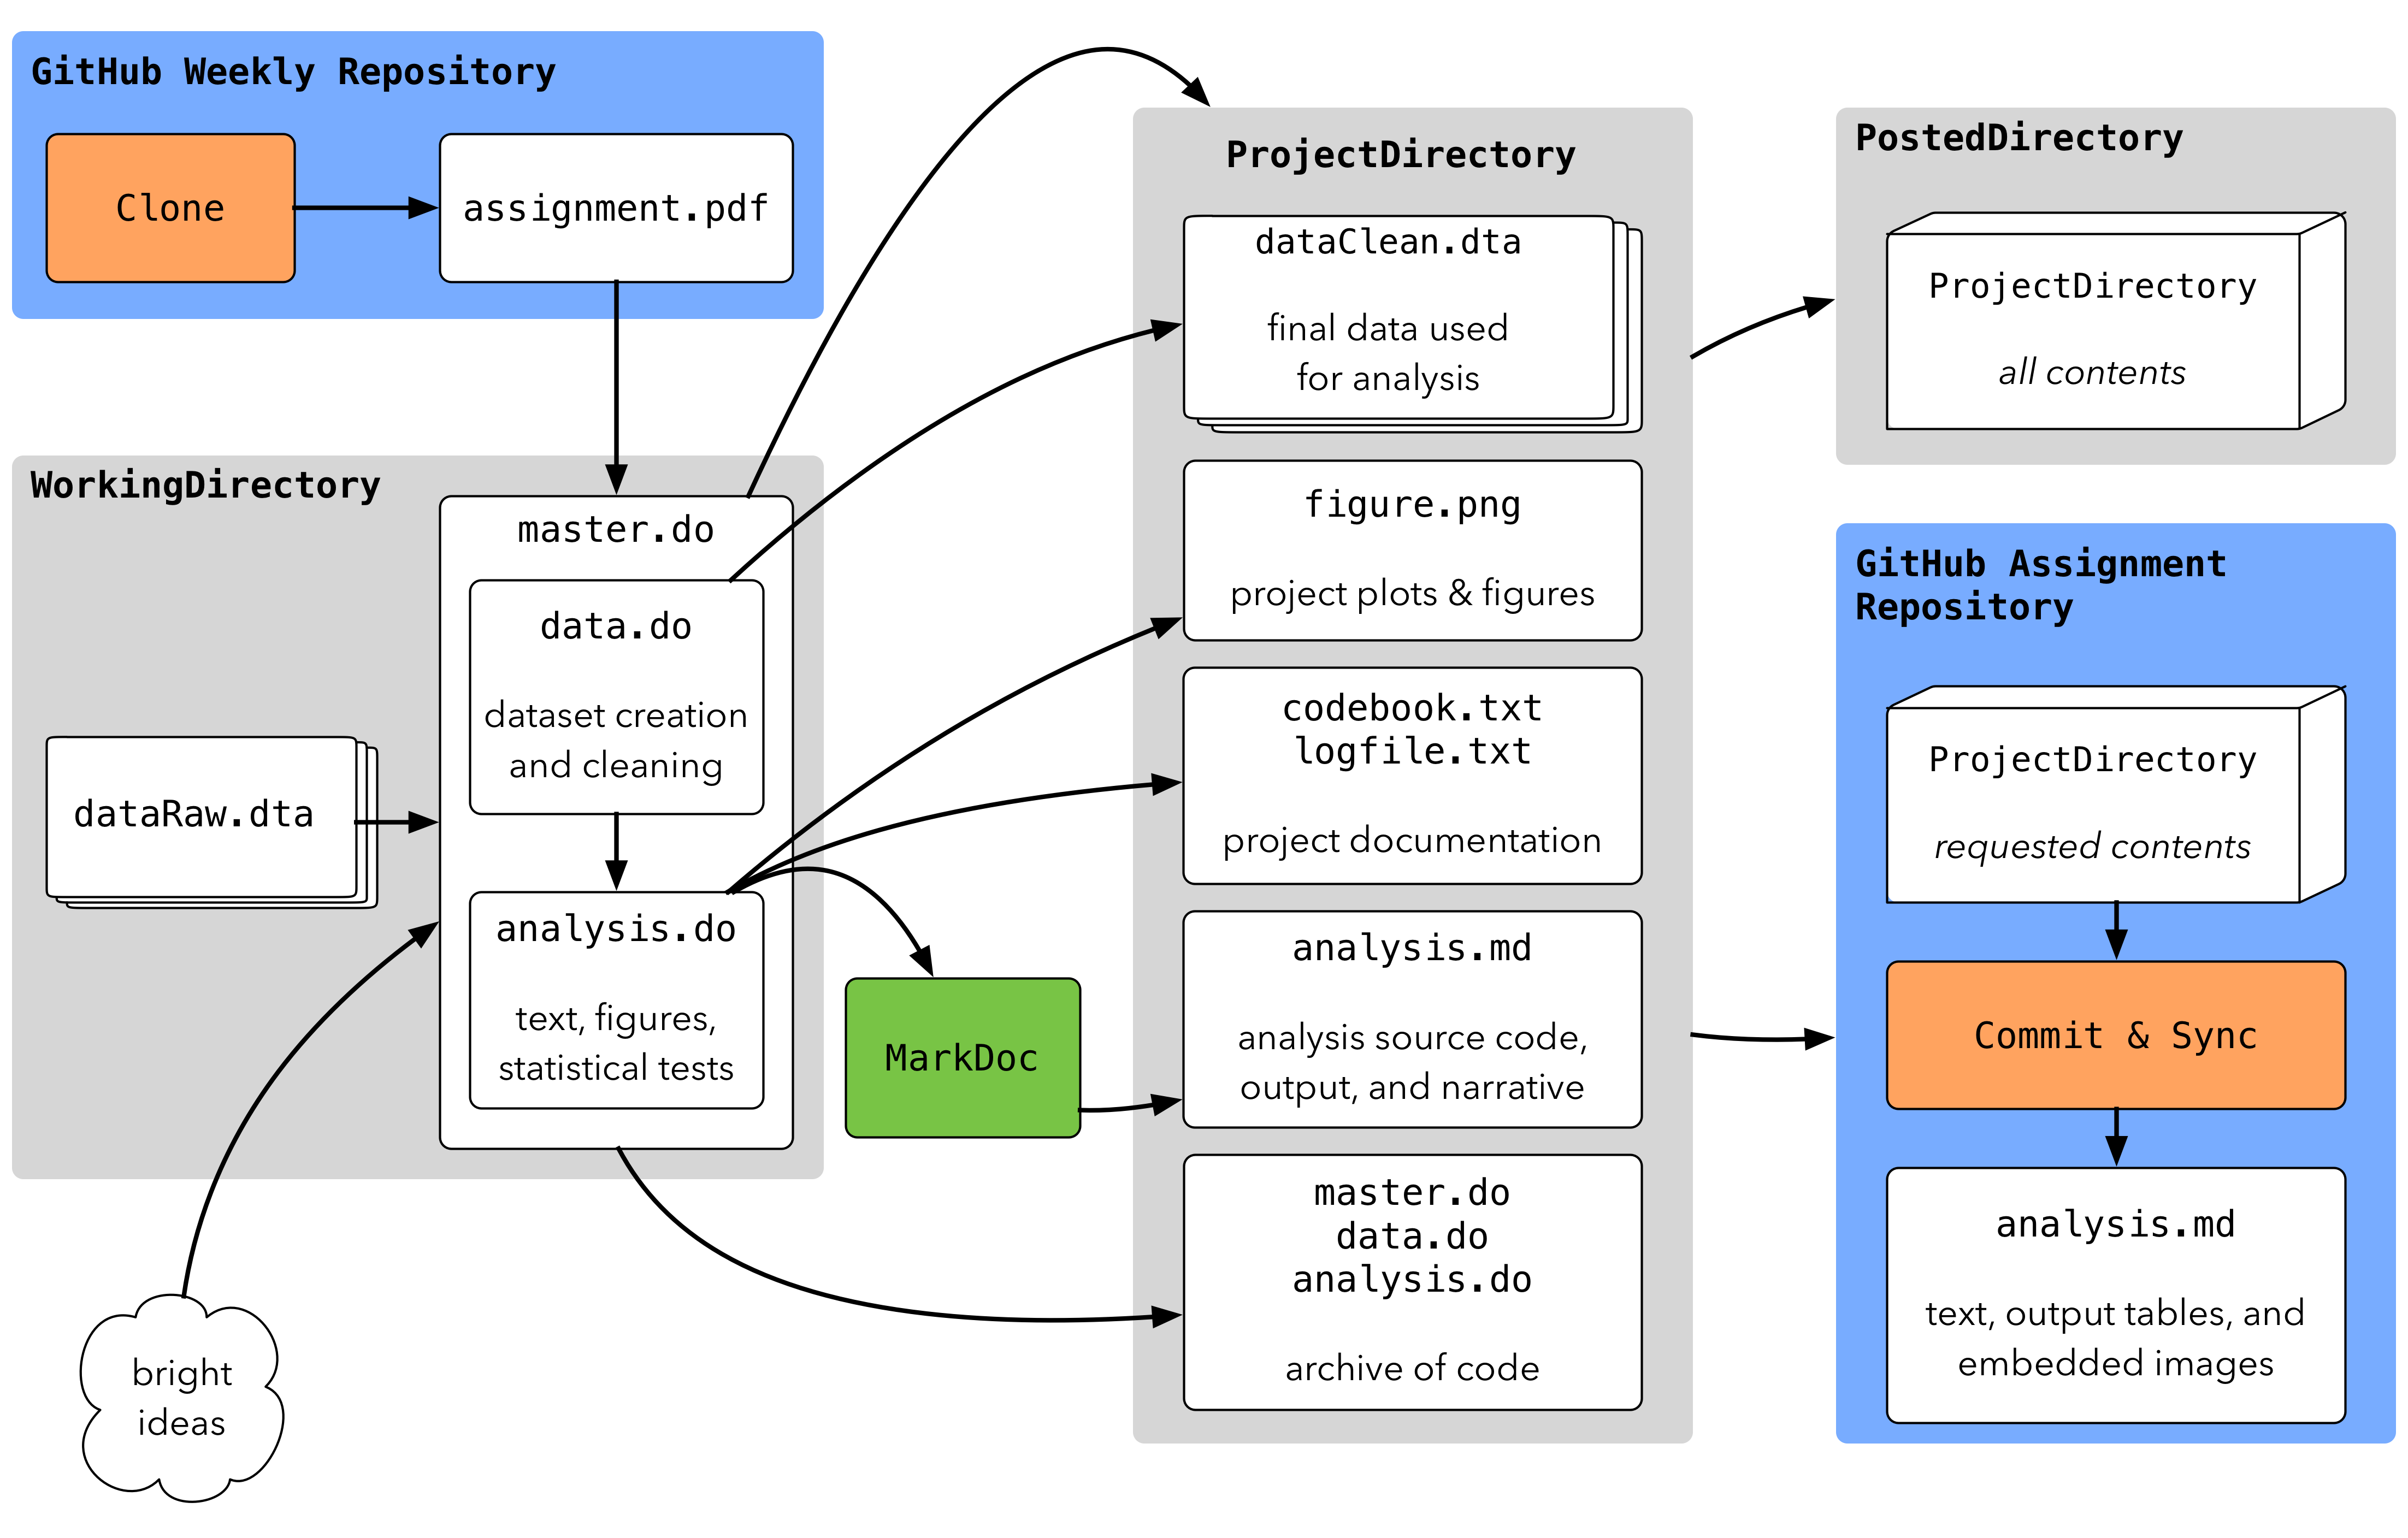 GitHub Weekly Repository
Clone
assignment.pdf
WorkingDirectory
master.do
data.do
dataset creation
and cleaning
dataRaw.dta
analysis.do
text, figures,
statistical tests
bright
ideas
MarkDoc
ProjectDirectory
dataClean.dta
final data used
for analysis
figure.png
project plots & figures
codebook.txt
logfile.txt
project documentation
analysis.md
analysis source code,
output, and narrative
master.do
data.do
analysis.do
archive of code
PostedDirectory
ProjectDirectory
all contents
GitHub Assignment
Repository
ProjectDirectory
requested contents
Commit & Sync
analysis.md
text, output tables, and
embedded images